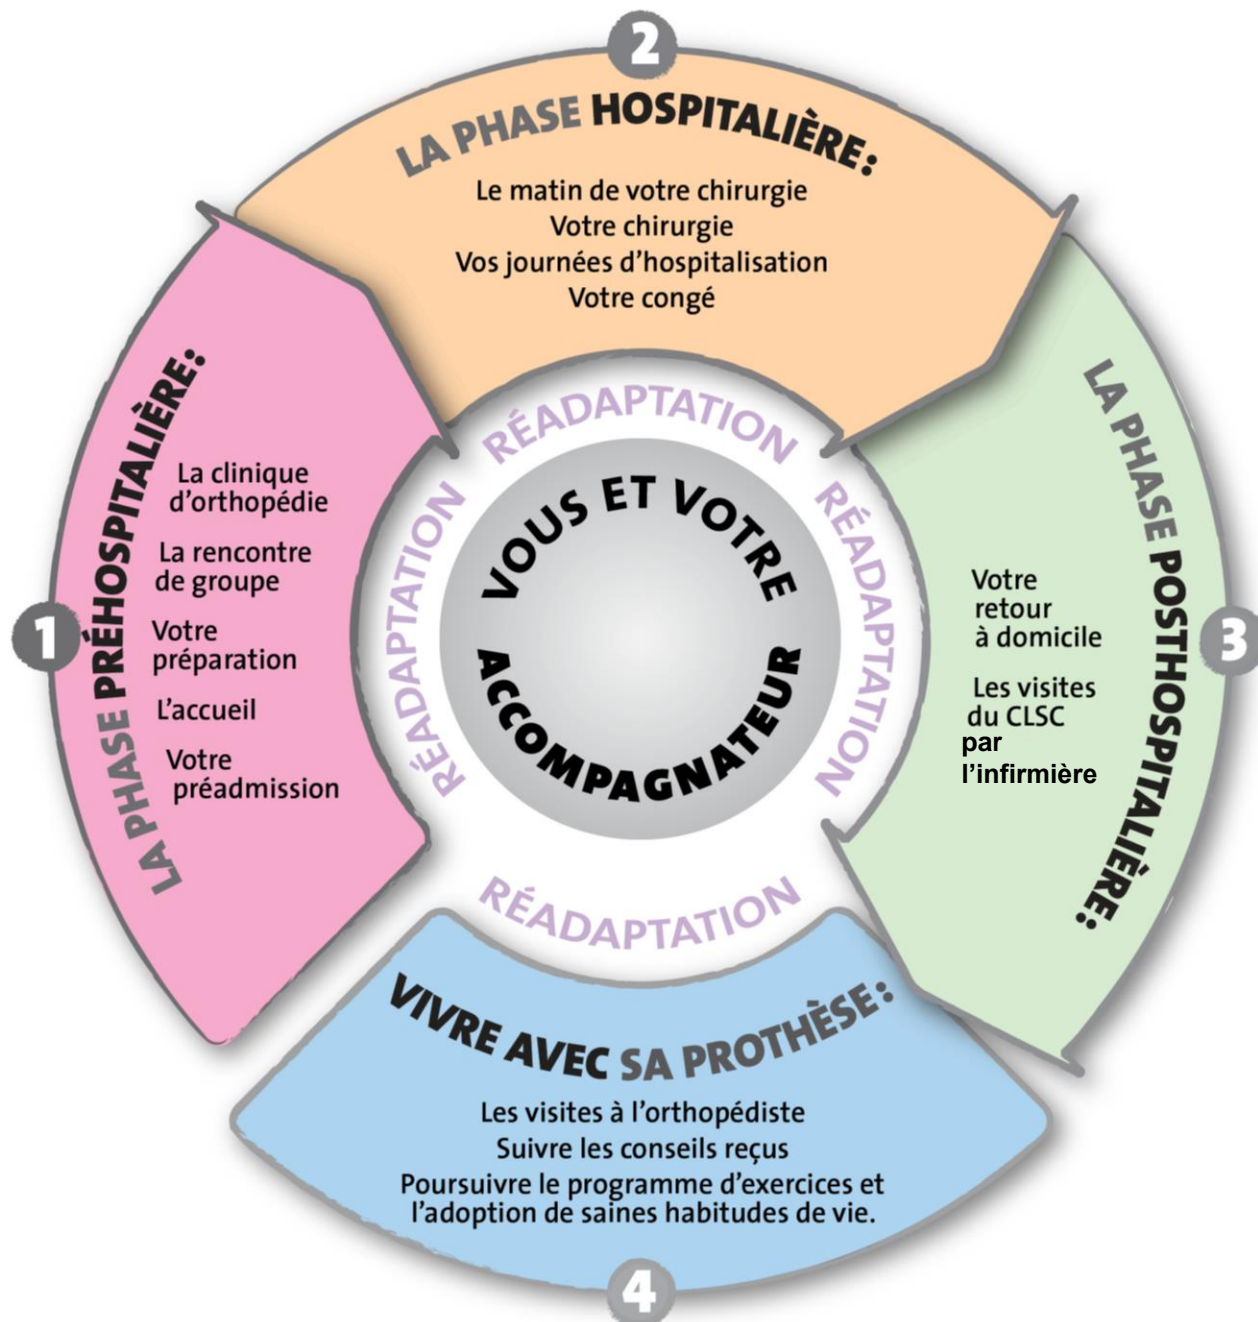 1
LA PHASE PRÉHOSPITALIÈRE:
La clinique
d'orthopédie
La rencontre
de groupe
Votre
préparation
L'accueil
Votre
préadmission
2
LA PHASE HOSPITALIÈRE:
Le matin de votre chirurgie
Votre chirurgie
Vos journées d'hospitalisation
Votre congé
3
LA PHASE POSTHOSPITALIÈRE:
Votre
retour
à domicile
Les visites
du CLSC
par
l'infirmière
4
VIVRE AVEC SA PROTHÈSE:
Les visites à l'orthopédiste
Suivre les conseils reçus
Poursuivre le programme d'exercices et
l'adoption de saines habitudes de vie.
RÉADAPTATION
RÉADAPTATION
RÉADAPTATION
RÉADAPTATION
VOUS ET VOTRE
ACCOMPAGNATEUR